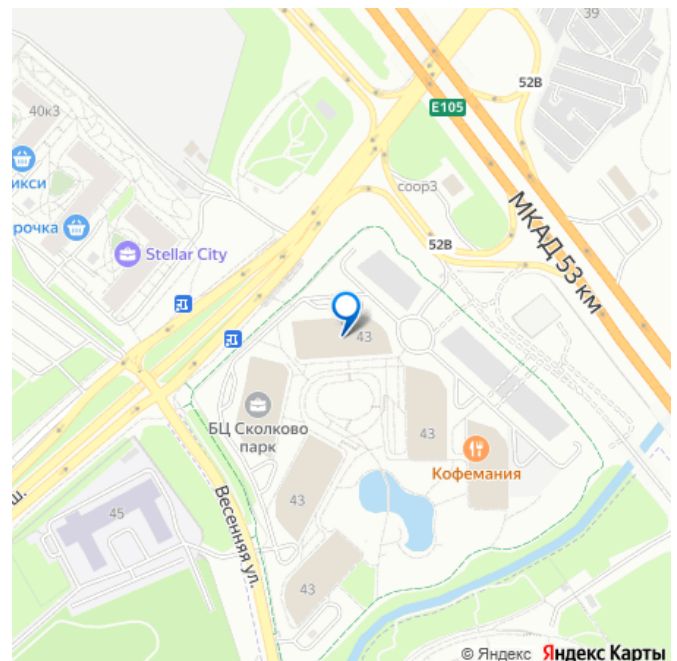 39
52В
40к3
E105
икси
соор3
рочка
МКАД 53 км
Stellar City
52В
43
БЦ Сколково
парк
43
Кофемания
ш.
45
43
Весенняя ул.
43
© Яндекс Яндекс Карты